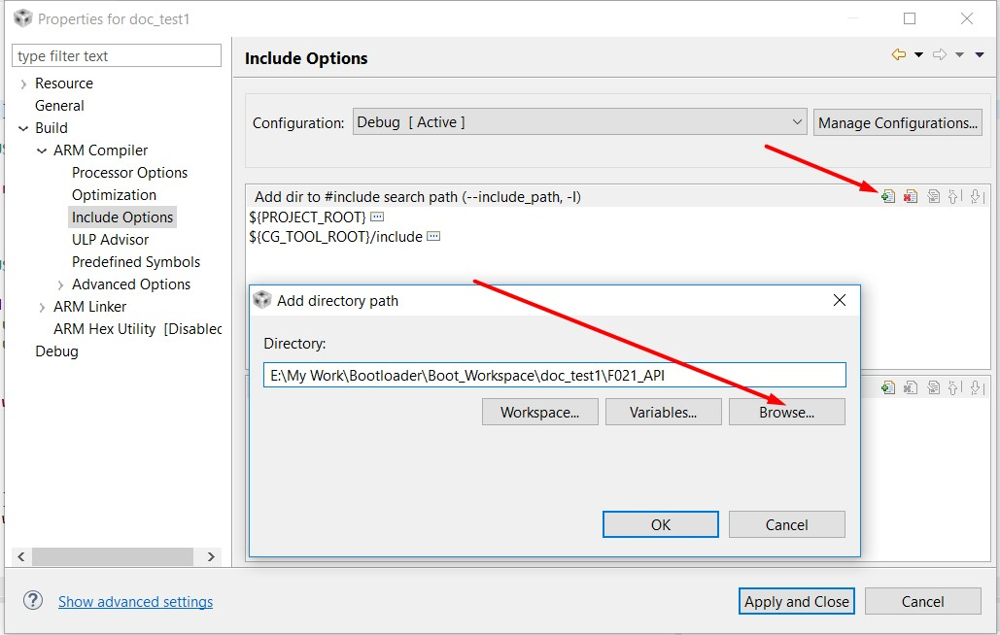 Properties for doc_test1
type filter text
Resource
General
Build
ARM Compiler
Processor Options
Optimization
Include Options
ULP Advisor
Predefined Symbols
Advanced Options
ARM Linker
ARM Hex Utility [Disabled
Debug
Include Options
Configuration: Debug [ Active ] Manage Configurations...
Add dir to #include search path (--include_path, -I)
${PROJECT_ROOT}
${CG_TOOL_ROOT}/include
Add directory path
Directory:
E:\My Work\Bootloader\Boot_Workspace\doc_test1\F021_API
Workspace... Variables... Browse...
OK Cancel
? Show advanced settings
Apply and Close Cancel